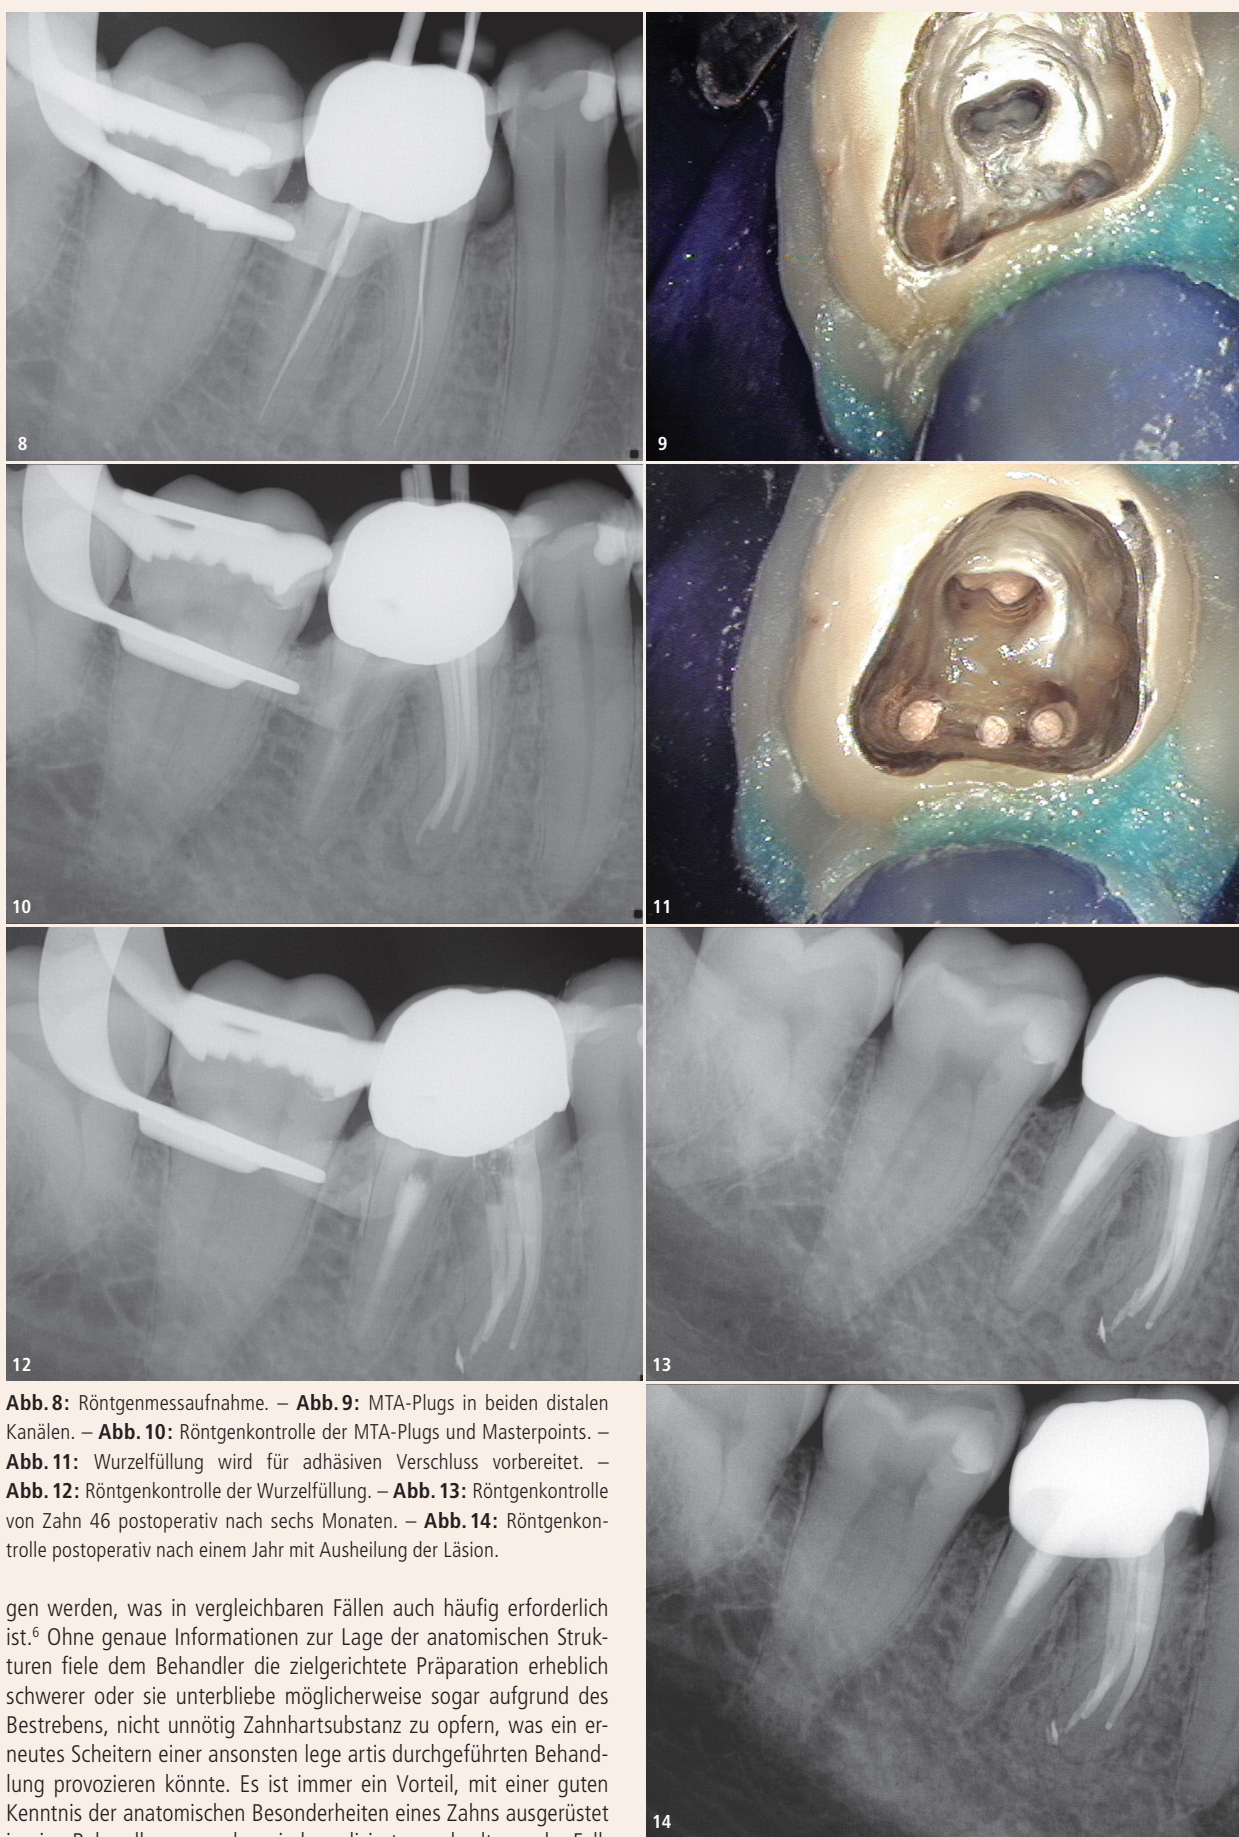 8
9
10
11
12
13
14
Abb. 8: Röntgenmessaufnahme. – Abb. 9: MTA-Plugs in beiden distalen
Kanälen. – Abb. 10: Röntgenkontrolle der MTA-Plugs und Masterpoints. –
Abb. 11: Wurzelfüllung wird für adhäsiven Verschluss vorbereitet. –
Abb. 12: Röntgenkontrolle der Wurzelfüllung. – Abb. 13: Röntgenkontrolle
von Zahn 46 postoperativ nach sechs Monaten. – Abb. 14: Röntgenkon-
trolle postoperativ nach einem Jahr mit Ausheilung der Läsion.
gen werden, was in vergleichbaren Fällen auch häufig erforderlich
ist.⁶ Ohne genaue Informationen zur Lage der anatomischen Struk-
turen fiele dem Behandler die zielgerichtete Präparation erheblich
schwerer oder sie unterbliebe möglicherweise sogar aufgrund des
Bestrebens, nicht unnötig Zahnhartsubstanz zu opfern, was ein er-
neutes Scheitern einer ansonsten lege artis durchgeführten Behand-
lung provozieren könnte. Es ist immer ein Vorteil, mit einer guten
Kenntnis der anatomischen Besonderheiten eines Zahns ausgerüstet